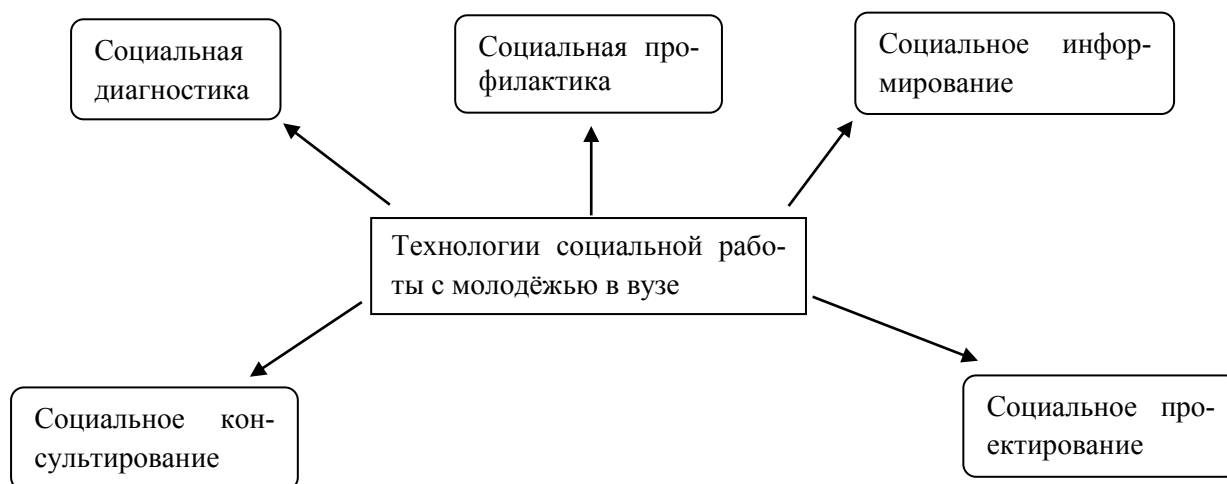 Социальная
диагностика
Социальная про-
филактика
Социальное инфор-
мирование
Технологии социальной рабо-
ты с молодёжью в вузе
Социальное кон-
сультирование
Социальное про-
ектирование